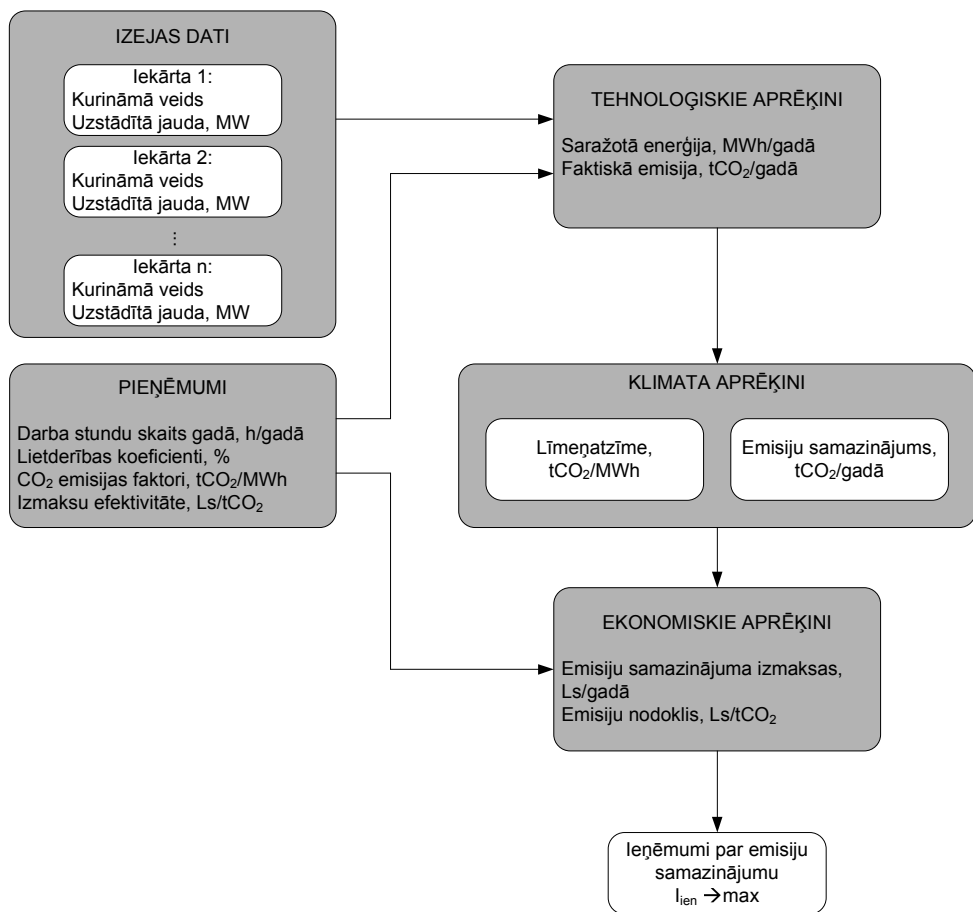 IZEJAS DATI
Iekārta 1:
Kurināmā veids
Uzstādītā jauda, MW
Iekārta 2:
Kurināmā veids
Uzstādītā jauda, MW
...
Iekārta n:
Kurināmā veids
Uzstādītā jauda, MW
PIEŅĒMUMI
Darba stundu skaits gadā, h/gadā
Lietderības koeficienti, %
CO₂ emisijas faktori, tCO₂/MWh
Izmaksu efektivitāte, Ls/tCO₂
TEHNOLOĢISKIE APRĒĶINI
Saražotā enerģija, MWh/gadā
Faktiskā emisija, tCO₂/gadā
KLIMATA APRĒĶINI
Līmeņatzīme,
tCO₂/MWh
Emisiju samazinājums,
tCO₂/gadā
EKONOMISKIE APRĒĶINI
Emisiju samazinājuma izmaksas,
Ls/gadā
Emisiju nodoklis, Ls/tCO₂
Ieņēmumi par emisiju
samazinājumu
I_ien →max